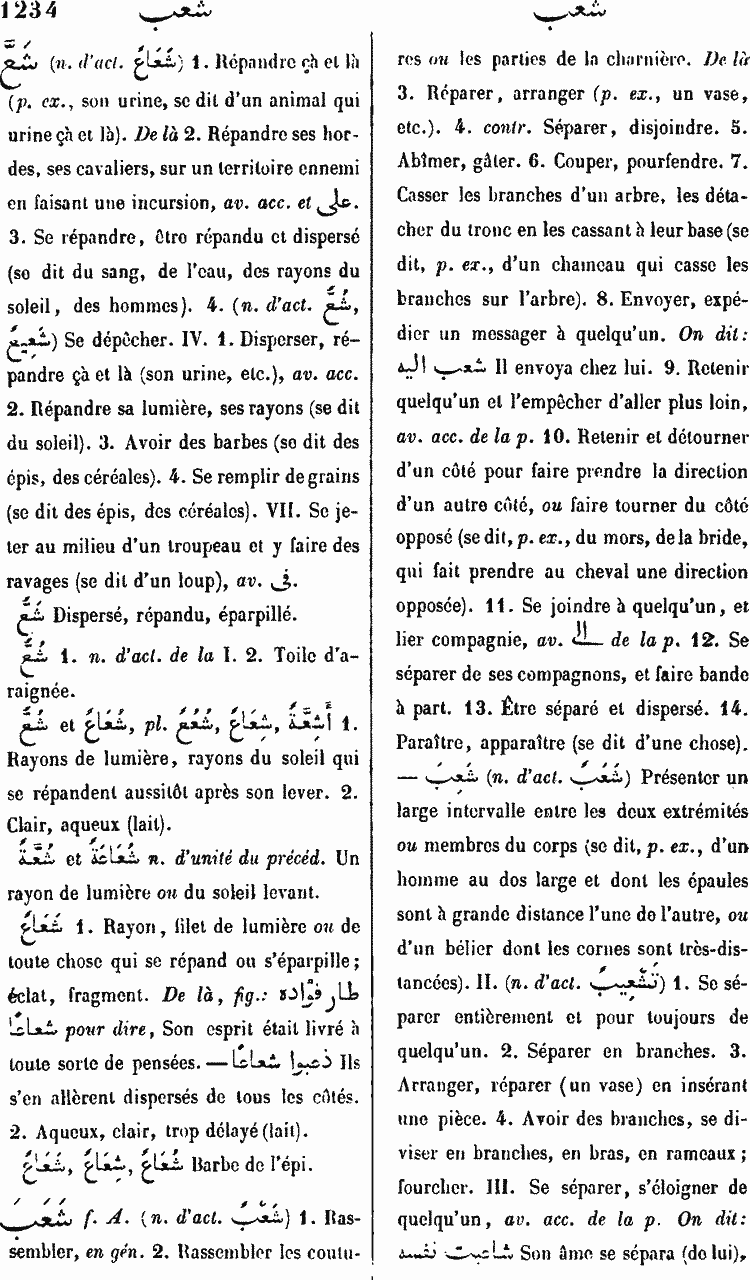 1234 شعب شعب
شَعَّ (n. d'act. شَعَاعٌ) 1. Répandre çà et là
(p. ex., son urine, se dit d'un animal qui
urine çà et là). De là 2. Répandre ses hor-
des, ses cavaliers, sur un territoire ennemi
en faisant une incursion, av. acc. et على.
3. Se répandre, être répandu et dispersé
(se dit du sang, de l'eau, des rayons du
soleil, des hommes). 4. (n. d'act. شَعٌّ,
شَعِيعٌ) Se dépêcher. IV. 1. Disperser, ré-
pandre çà et là (son urine, etc.), av. acc.
2. Répandre sa lumière, ses rayons (se dit
du soleil). 3. Avoir des barbes (se dit des
épis, des céréales). 4. Se remplir de grains
(se dit des épis, des céréales). VII. Se je-
ter au milieu d'un troupeau et y faire des
ravages (se dit d'un loup), av. فى.
شَعٌّ Dispersé, répandu, éparpillé.
شَعٌّ 1. n. d'act. de la I. 2. Toile d'a-
raignée.
شُعٌّ et شُعَاعٌ, pl. شُعُعٌ, شِعَاعٌ, أَشِعَّةٌ 1.
Rayons de lumière, rayons du soleil qui
se répandent aussitôt après son lever. 2.
Clair, aqueux (lait).
شُعَّةٌ et شُعَاعَةٌ n. d'unité du précéd. Un
rayon de lumière ou du soleil levant.
شَعَاعٌ 1. Rayon, filet de lumière ou de
toute chose qui se répand ou s'éparpille;
éclat, fragment. De là, fig.: طار فؤاده
شعاعًا pour dire, Son esprit était livré à
toute sorte de pensées. — ذهبوا شعاعًا Ils
s'en allèrent dispersés de tous les côtés.
2. Aqueux, clair, trop délayé (lait).
شَعَاعٌ, شِعَاعٌ, شُعَاعٌ Barbe de l'épi.
شَعَبَ f. A. (n. d'act. شَعْبٌ) 1. Ras-
sembler, en gén. 2. Rassembler les coutu-
res ou les parties de la charnière. De là
3. Réparer, arranger (p. ex., un vase,
etc.). 4. contr. Séparer, disjoindre. 5.
Abîmer, gâter. 6. Couper, pourfendre. 7.
Casser les branches d'un arbre, les déta-
cher du tronc en les cassant à leur base (se
dit, p. ex., d'un chameau qui casse les
branches sur l'arbre). 8. Envoyer, expé-
dier un messager à quelqu'un. On dit:
شعب اليه Il envoya chez lui. 9. Retenir
quelqu'un et l'empêcher d'aller plus loin,
av. acc. de la p. 10. Retenir et détourner
d'un côté pour faire prendre la direction
d'un autre côté, ou faire tourner du côté
opposé (se dit, p. ex., du mors, de la bride,
qui fait prendre au cheval une direction
opposée). 11. Se joindre à quelqu'un, et
lier compagnie, av. الى de la p. 12. Se
séparer de ses compagnons, et faire bande
à part. 13. Être séparé et dispersé. 14.
Paraître, apparaître (se dit d'une chose).
— شَعِبَ (n. d'act. شَعَبٌ) Présenter un
large intervalle entre les deux extrémités
ou membres du corps (se dit, p. ex., d'un
homme au dos large et dont les épaules
sont à grande distance l'une de l'autre, ou
d'un bélier dont les cornes sont très-dis-
tancées). II. (n. d'act. تَشْعِيبٌ) 1. Se sé-
parer entièrement et pour toujours de
quelqu'un. 2. Séparer en branches. 3.
Arranger, réparer (un vase) en insérant
une pièce. 4. Avoir des branches, se di-
viser en branches, en bras, en rameaux;
fourcher. III. Se séparer, s'éloigner de
quelqu'un, av. acc. de la p. On dit:
شاعبت نفسه Son âme se sépara (de lui),